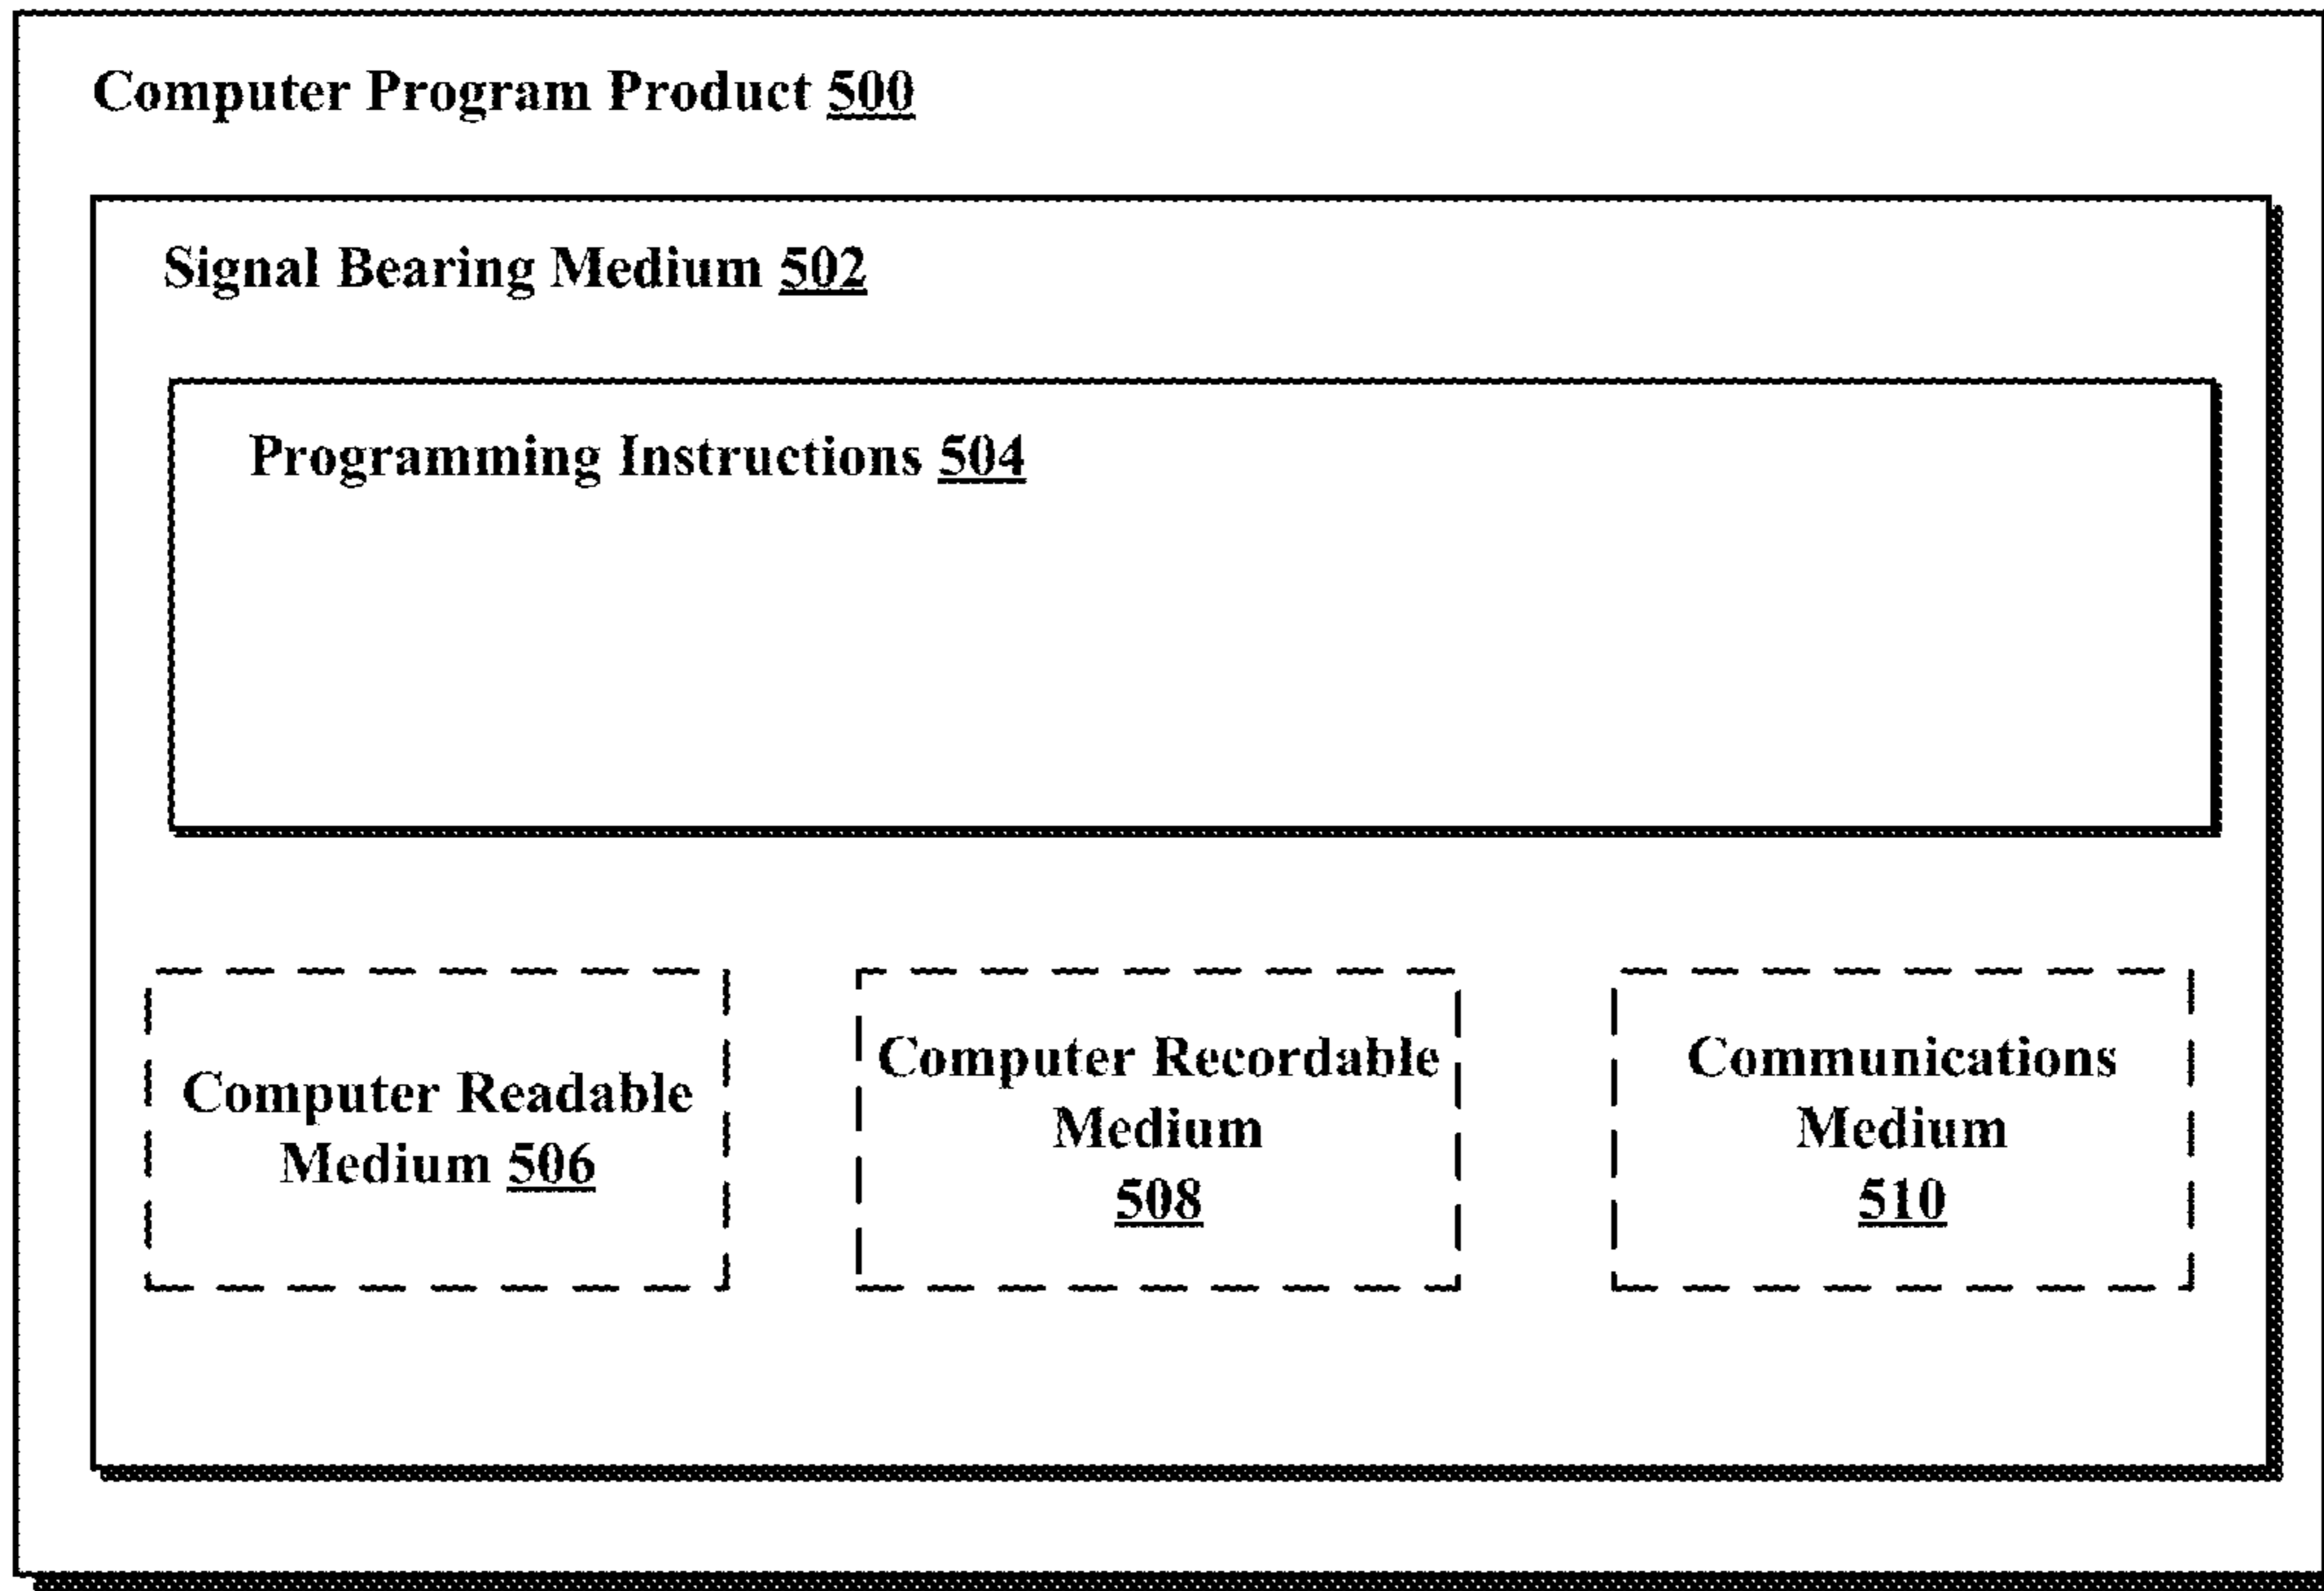 Computer Program Product 500
Signal Bearing Medium 502
Programming Instructions 504
Computer Readable
Medium 506
Computer Recordable
Medium
508
Communications
Medium
510